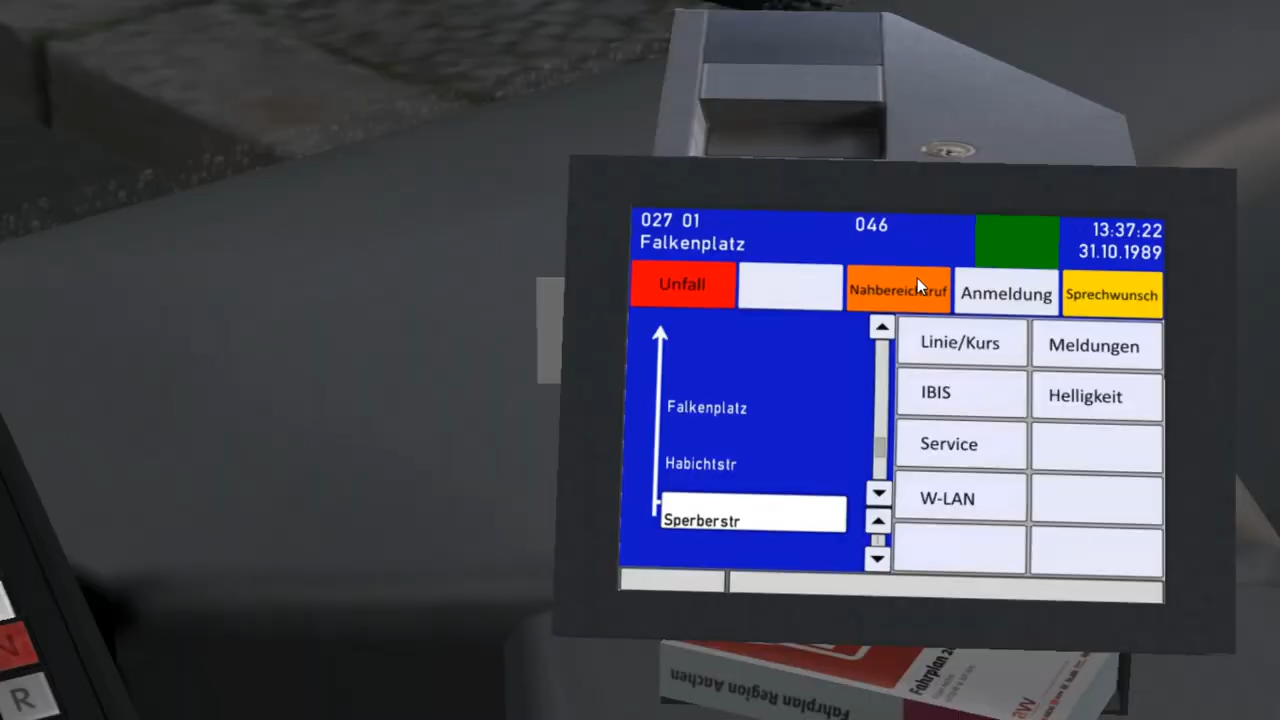 027 01
Falkenplatz
046
13:37:22
31.10.1989
Unfall
Nahbereichsruf
Anmeldung
Sprechwunsch
Falkenplatz
Habichtstr
Sperberstr
Linie/Kurs
Meldungen
IBIS
Helligkeit
Service
W-LAN
R
Fahrplan Region Aachen
Fahrplan